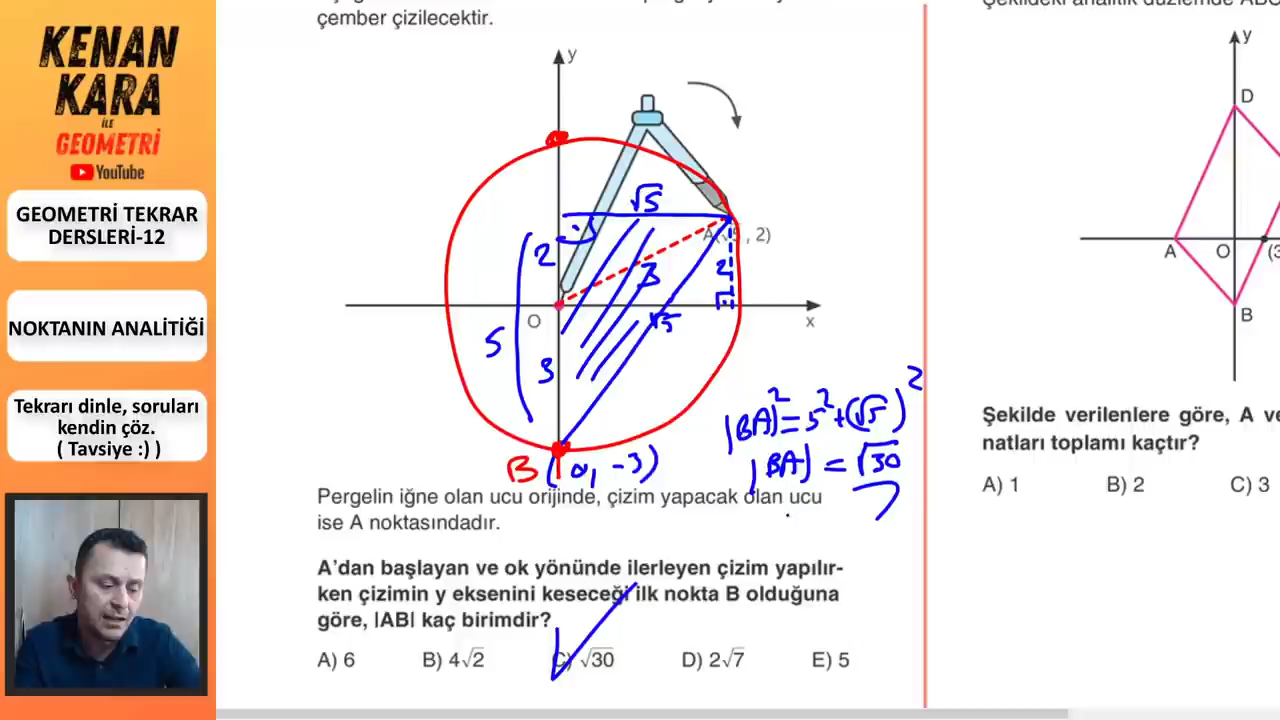 KENAN
KARA
İLE
GEOMETRİ
YouTube
GEOMETRİ TEKRAR
DERSLERİ-12
NOKTANIN ANALİTİĞİ
Tekrarı dinle, soruları
kendin çöz.
( Tavsiye :) )
çember çizilecektir.
y
√5
, 2)
2
3
2
O
x
√5
5
3
B (0, -3)
|BA|² = 5² + (√5)²
|BA| = √30
Pergelin iğne olan ucu orijinde, çizim yapacak olan ucu
ise A noktasındadır.
A'dan başlayan ve ok yönünde ilerleyen çizim yapılır-
ken çizimin y eksenini keseceği ilk nokta B olduğuna
göre, |AB| kaç birimdir?
A) 6 B) 4√2 C) √30 D) 2√7 E) 5
Şekildeki analitik düzlemde ABC
y
D
A
O
(3
B
Şekilde verilenlere göre, A ve
natları toplamı kaçtır?
A) 1 B) 2 C) 3